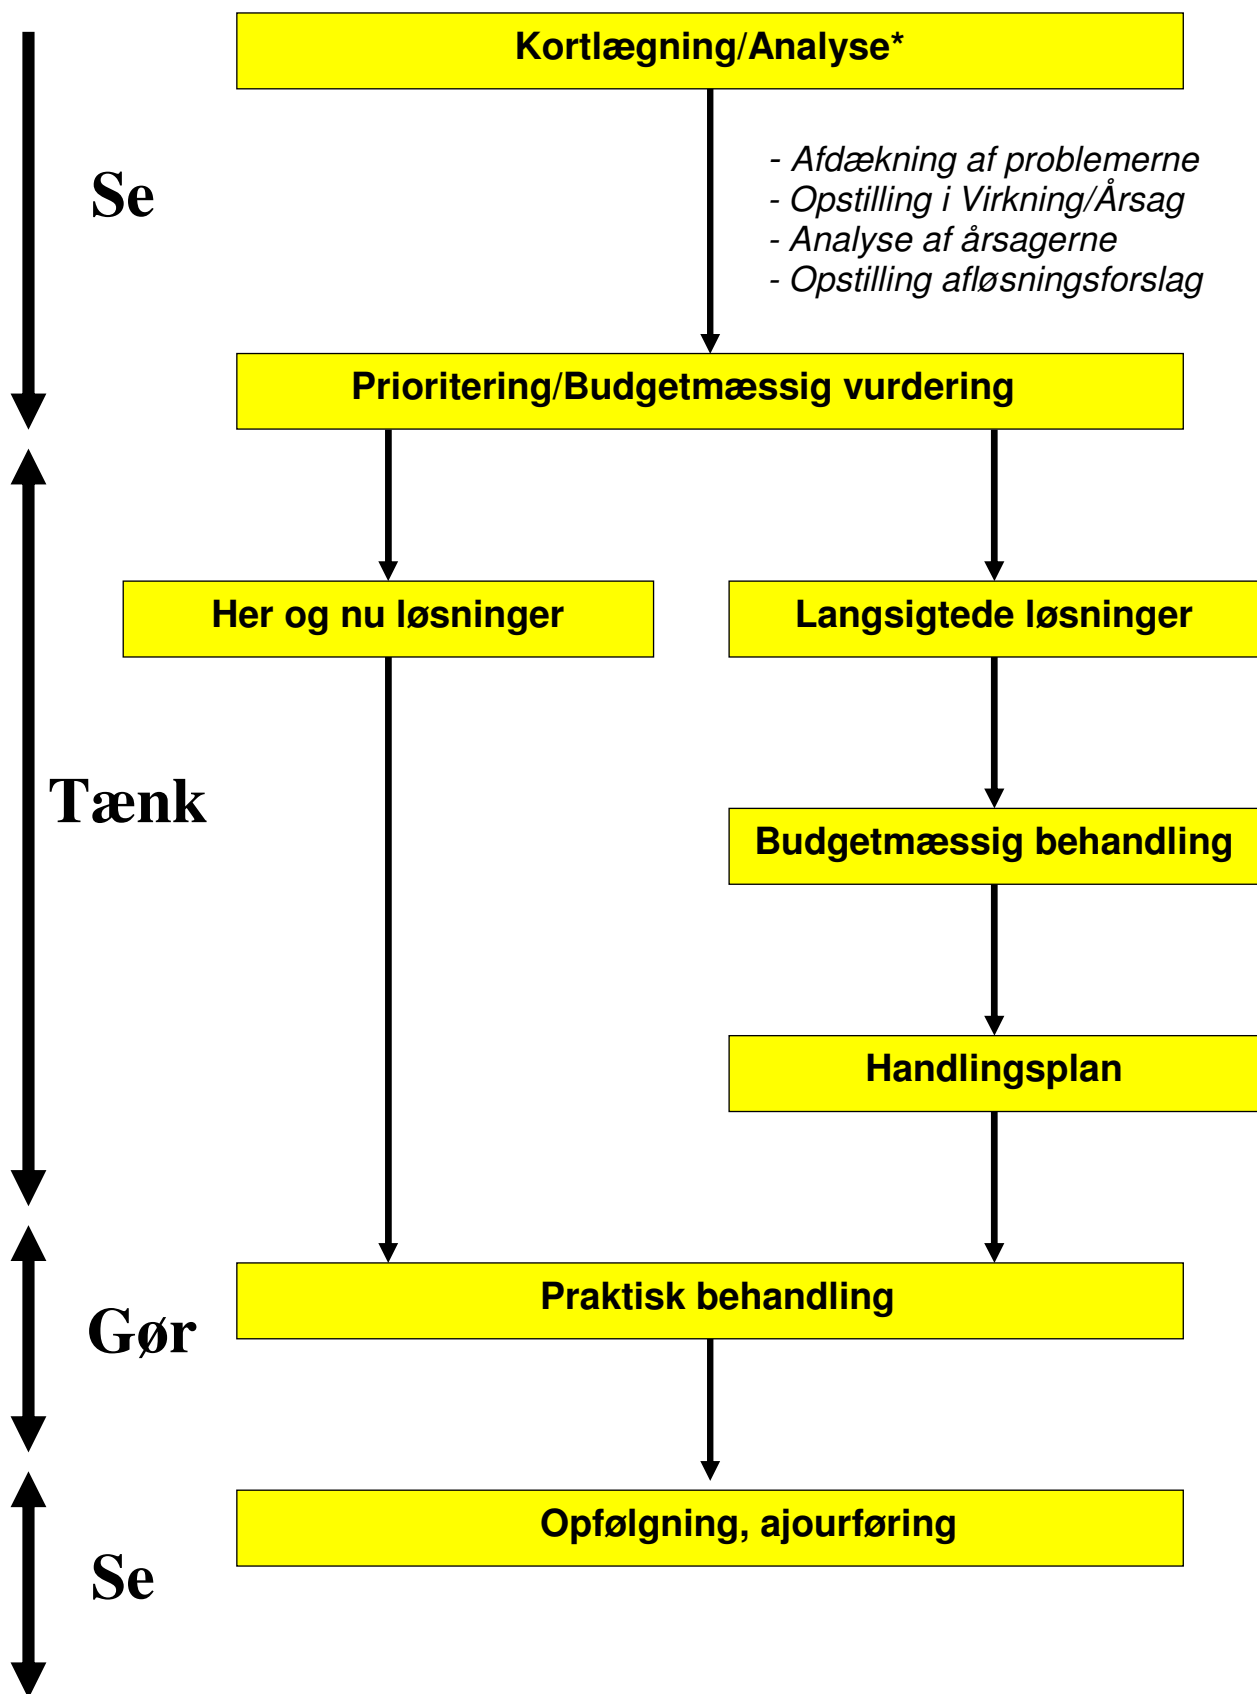 Kortlægning/Analyse*
Se
- Afdækning af problemerne
- Opstilling i Virkning/Årsag
- Analyse af årsagerne
- Opstilling afløsningsforslag
Prioritering/Budgetmæssig vurdering
Her og nu løsninger
Langsigtede løsninger
Tænk
Budgetmæssig behandling
Handlingsplan
Praktisk behandling
Gør
Opfølgning, ajourføring
Se